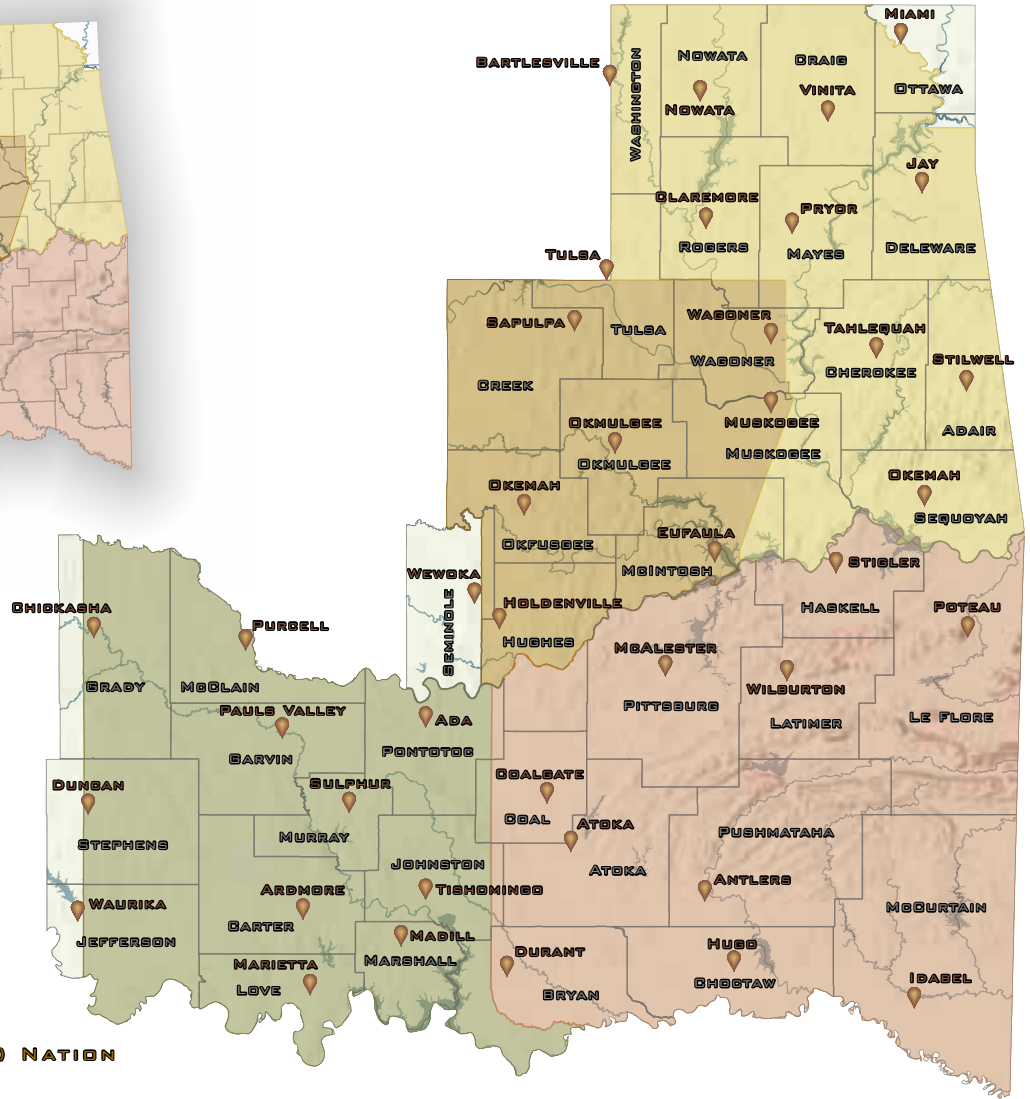 Miami
Bartlesville
Washington
Nowata
Nowata
Craig
Vinita
Ottawa
Jay
Claremore
Pryor
Rogers
Mayes
Deleware
Tulsa
Sapulpa
Tulsa
Wagoner
Wagoner
Tahlequah
Cherokee
Stilwell
Creek
Okmulgee
Okmulgee
Muskogee
Muskogee
Adair
Okemah
Okemah
Sequoyah
Okfusgee
Eufaula
McIntosh
Stigler
Wewoka
Seminole
Holdenville
Hughes
Haskell
Poteau
Chickasha
Purcell
McAlester
Wilburton
Grady
McClain
Pauls Valley
Ada
Pittsburg
Latimer
Le Flore
Garvin
Pontotoc
Duncan
Sulphur
Coalgate
Coal
Atoka
Stephens
Murray
Johnston
Atoka
Pushmataha
Waurika
Ardmore
Tishomingo
Antlers
Jefferson
Carter
Madill
McCurtain
Marietta
Marshall
Durant
Hugo
Love
Bryan
Choctaw
Idabel
) Nation